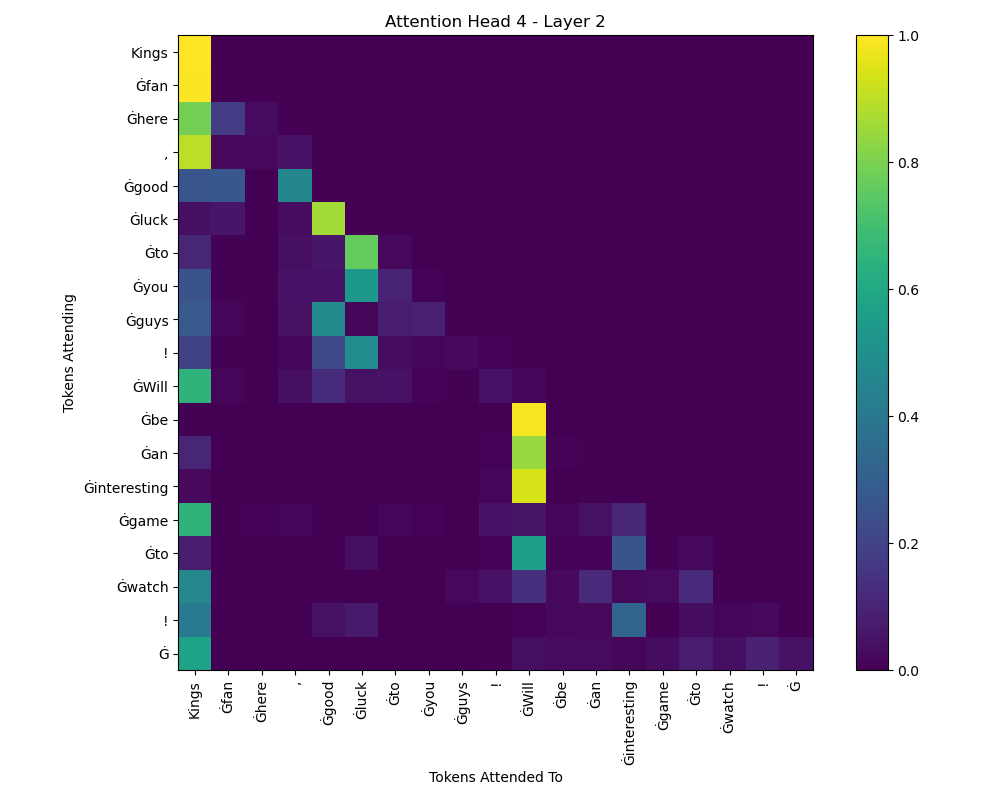 Attention Head 4 - Layer 2
Kings
Ġfan
Ġhere
,
Ġgood
Ġluck
Ġto
Ġyou
Ġguys
!
ĠWill
Ġbe
Ġan
Ġinteresting
Ġgame
Ġto
Ġwatch
!
Ġ
Tokens Attending
Kings
Ġfan
Ġhere
,
Ġgood
Ġluck
Ġto
Ġyou
Ġguys
!
ĠWill
Ġbe
Ġan
Ġinteresting
Ġgame
Ġto
Ġwatch
!
Ġ
Tokens Attended To
1.0
0.8
0.6
0.4
0.2
0.0